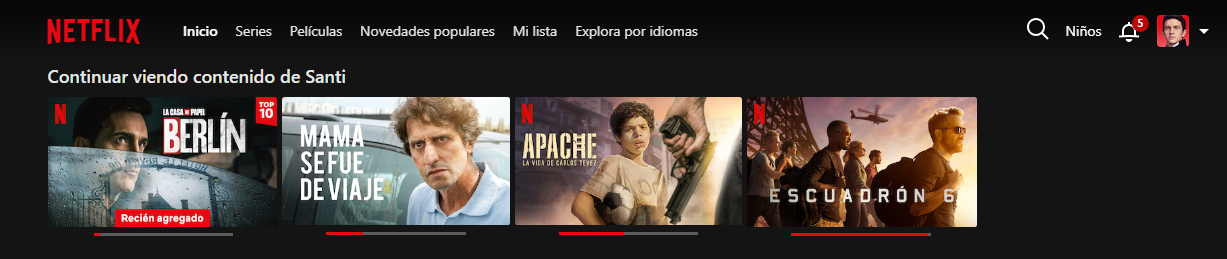 NETFLIX
Inicio Series Películas Novedades populares Mi lista Explora por idiomas
Niños
5
Continuar viendo contenido de Santi
N
LA CASA DE PAPEL
BERLÍN
TOP
10
Recién agregado
MAMÁ
SE FUE
DE VIAJE
N
APACHE
LA VIDA DE CARLOS TEVEZ
N
ESCUADRÓN 6